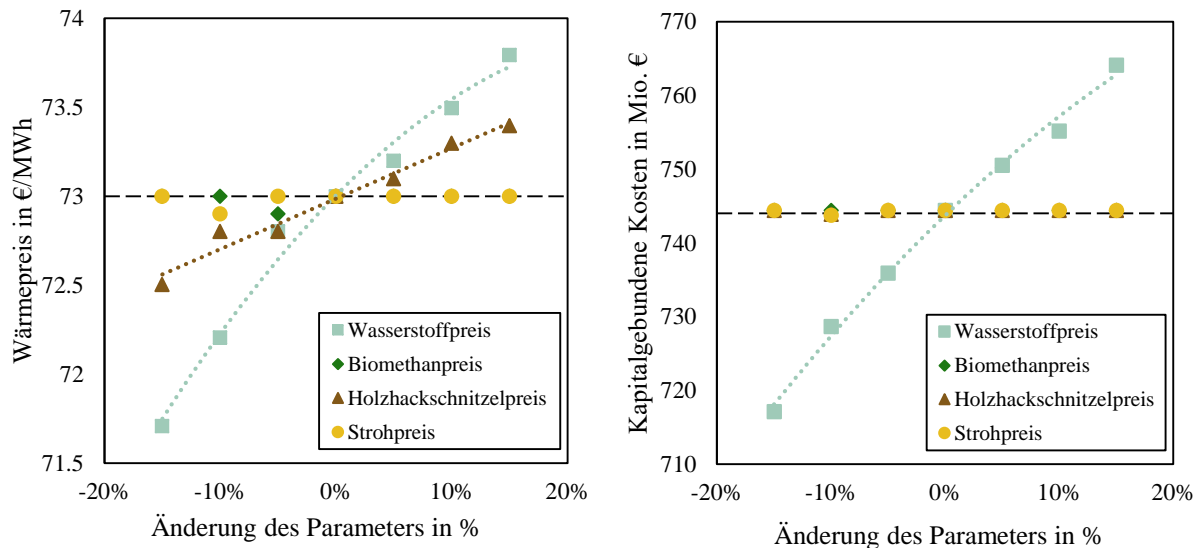 74
73.5
73
72.5
72
71.5
-20%
-10%
0%
10%
20%
Wärmepreis in €/MWh
Änderung des Parameters in %
Wasserstoffpreis
Biomethanpreis
Holzhackschnitzelpreis
Strohpreis
770
760
750
740
730
720
710
-20%
-10%
0%
10%
20%
Kapitalgebundene Kosten in Mio. €
Änderung des Parameters in %
Wasserstoffpreis
Biomethanpreis
Holzhackschnitzelpreis
Strohpreis